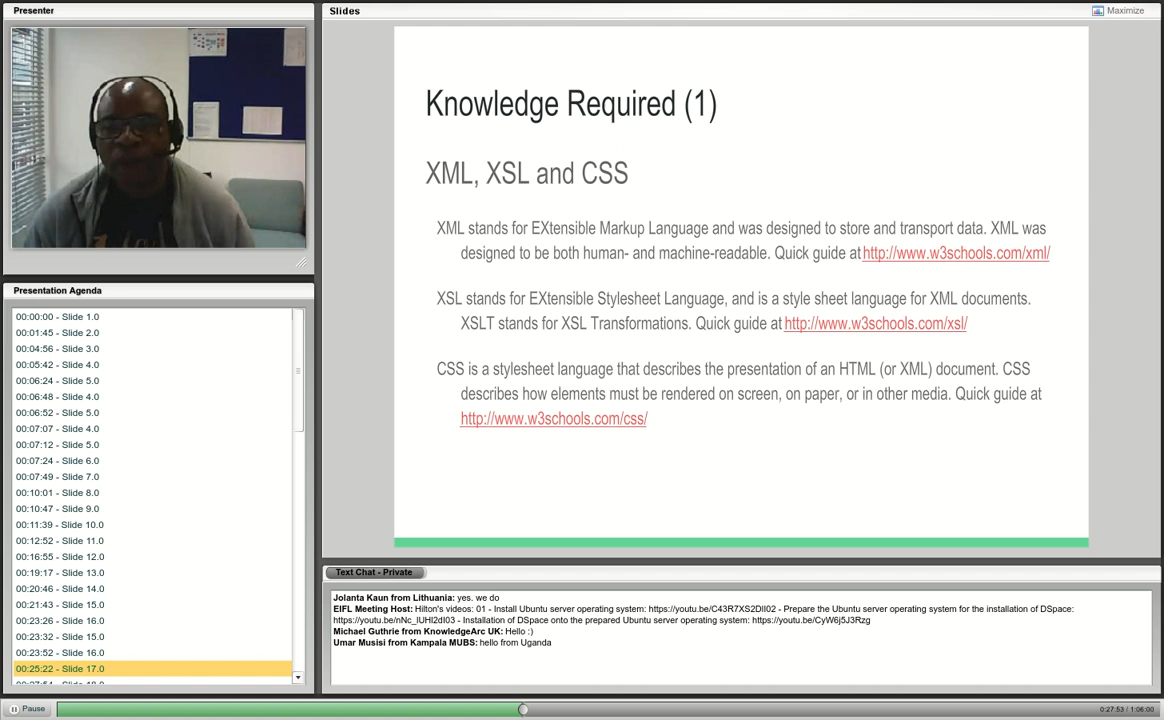 Presenter
Slides
Maximize
Knowledge Required (1)
XML, XSL and CSS
XML stands for EXtensible Markup Language and was designed to store and transport data. XML was
designed to be both human- and machine-readable. Quick guide at http://www.w3schools.com/xml/
XSL stands for EXtensible Stylesheet Language, and is a style sheet language for XML documents.
XSLT stands for XSL Transformations. Quick guide at http://www.w3schools.com/xsl/
CSS is a stylesheet language that describes the presentation of an HTML (or XML) document. CSS
describes how elements must be rendered on screen, on paper, or in other media. Quick guide at
http://www.w3schools.com/css/
Presentation Agenda
00:00:00 - Slide 1.0
00:01:45 - Slide 2.0
00:04:56 - Slide 3.0
00:05:42 - Slide 4.0
00:06:24 - Slide 5.0
00:06:48 - Slide 4.0
00:06:52 - Slide 5.0
00:07:07 - Slide 4.0
00:07:12 - Slide 5.0
00:07:24 - Slide 6.0
00:07:49 - Slide 7.0
00:10:01 - Slide 8.0
00:10:47 - Slide 9.0
00:11:39 - Slide 10.0
00:12:52 - Slide 11.0
00:16:55 - Slide 12.0
00:19:17 - Slide 13.0
00:20:46 - Slide 14.0
00:21:43 - Slide 15.0
00:23:26 - Slide 16.0
00:23:32 - Slide 15.0
00:23:52 - Slide 16.0
00:25:22 - Slide 17.0
Text Chat - Private
Jolanta Kaun from Lithuania: yes. we do
EIFL Meeting Host: Hilton's videos: 01 - Install Ubuntu server operating system: https://youtu.be/C43R7XS2DlI02 - Prepare the Ubuntu server operating system for the installation of DSpace:
https://youtu.be/nNc_IUHl2dI03 - Installation of DSpace onto the prepared Ubuntu server operating system: https://youtu.be/CyW6j5J3Rzg
Michael Guthrie from KnowledgeArc UK: Hello :)
Umar Musisi from Kampala MUBS: hello from Uganda
Pause
0:27:53 / 1:06:00